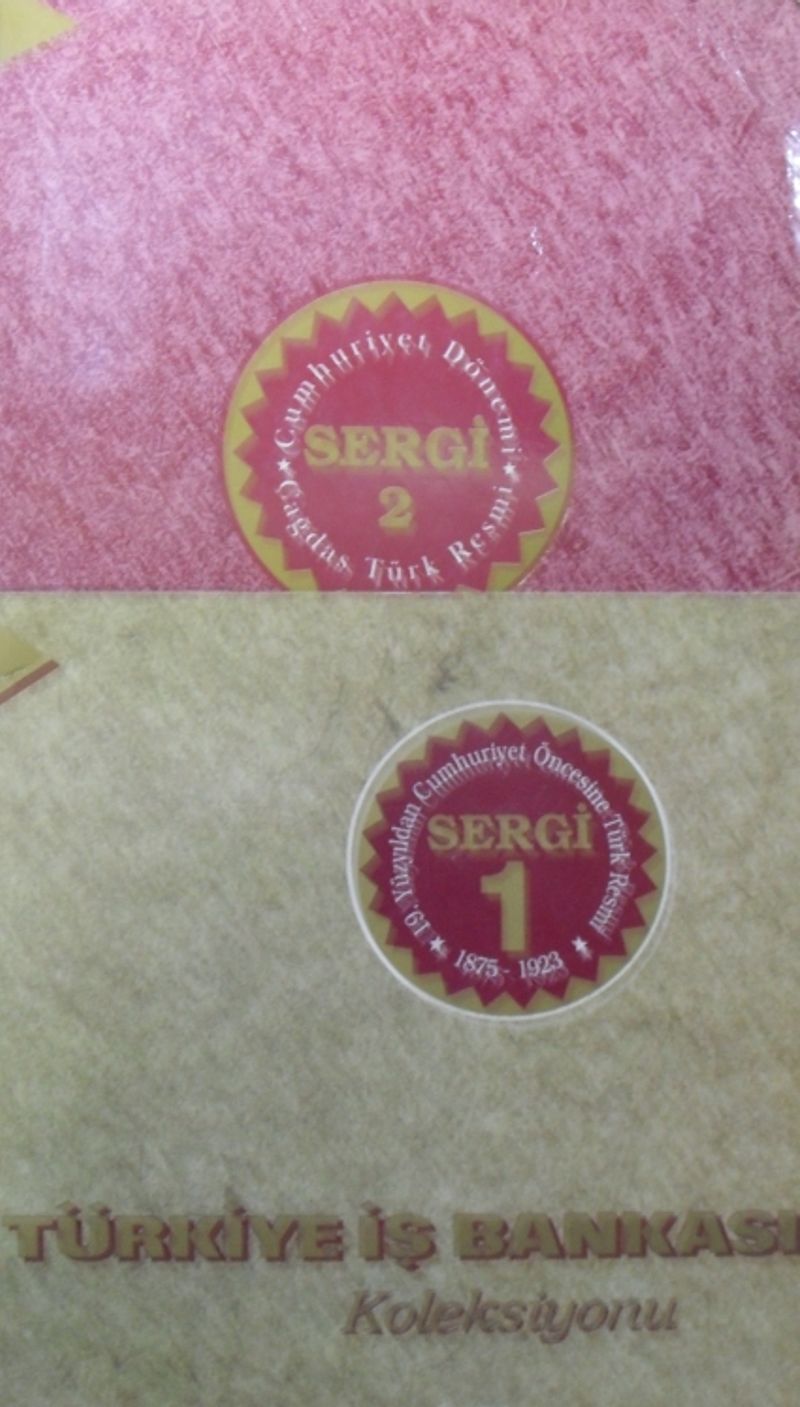 Cumhuriyet Dönemi
SERGİ
2
Çağdaş Türk Resmi
19. Yüzyıldan Cumhuriyet Öncesine Türk Resmi
SERGİ
1
1875 - 1923
TÜRKİYE İŞ BANKASI
Koleksiyonu